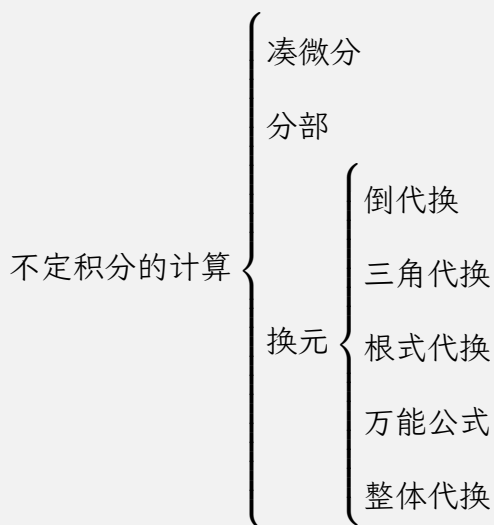 凑微分
分部
倒代换
三角代换
不定积分的计算
换元
根式代换
万能公式
整体代换